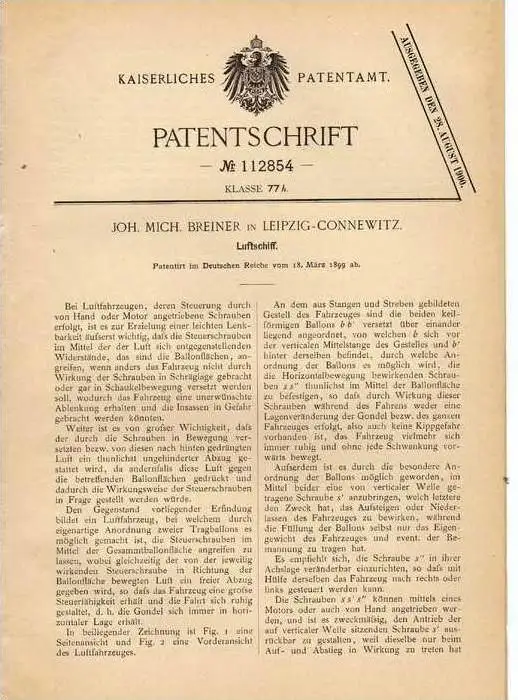 KAISERLICHES PATENTAMT.
AUSGEGEBEN DEN 28. AUGUST 1900.
PATENTSCHRIFT
— № 112854 —
KLASSE 77 h.
JOH. MICH. BREINER IN LEIPZIG-CONNEWITZ.
Luftschiff.
Patentirt im Deutschen Reiche vom 18. März 1899 ab.
Bei Luftfahrzeugen, deren Steuerung durch
von Hand oder Motor angetriebene Schrauben
erfolgt, ist es zur Erzielung einer leichten Lenk-
barkeit äuſserst wichtig, daſs die Steuerschrauben
im Mittel der der Luft sich entgegenstellenden
Widerstände, das sind die Ballonflächen, an-
greifen, wenn anders das Fahrzeug nicht durch
Wirkung der Schrauben in Schräglage gebracht
oder gar in Schaukelbewegung versetzt werden
soll, wodurch das Fahrzeug eine unerwünschte
Ablenkung erhalten und die Insassen in Gefahr
gebracht werden könnten.
Weiter ist es von groſser Wichtigkeit, daſs
der durch die Schrauben in Bewegung ver-
setzten bezw. von diesen nach hinten gedrängten
Luft ein thunlichst ungehinderter Abzug ge-
stattet wird, da andernfalls diese Luft gegen
die betreffenden Ballonflächen gedrückt und
dadurch die Wirkungsweise der Steuerschrauben
in Frage gestellt werden würde.
Den Gegenstand vorliegender Erfindung
bildet ein Luftfahrzeug, bei welchem durch
eigenartige Anordnung zweier Tragballons es
möglich gemacht ist, die Steuerschrauben im
Mittel der Gesammtballonfläche angreifen zu
lassen, wobei gleichzeitig der von der jeweilig
wirkenden Steuerschraube in Richtung der
Ballonfläche bewegten Luft ein freier Abzug
gegeben wird, so daſs das Fahrzeug eine groſse
Steuerfähigkeit erhält und die Fahrt sich ruhig
gestaltet, d. h. die Gondel sich immer in hori-
zontaler Lage erhält.
In beiliegender Zeichnung ist Fig. 1 eine
Seitenansicht und Fig. 2 eine Vorderansicht
des Luftfahrzeuges.
An dem aus Stangen und Streben gebildeten
Gestell des Fahrzeuges sind die beiden keil-
förmigen Ballons b b' versetzt über einander
liegend angeordnet, von welchen b sich vor
der verticalen Mittelstange des Gestelles und b'
hinter derselben befindet, durch welche An-
ordnung der Ballons es möglich wird, die
die Horizontalbewegung bewirkenden Schrau-
ben s s" thunlichst im Mittel der Ballonfläche
zu befestigen, so daſs durch Wirkung dieser
Schrauben während des Fahrens weder eine
Lagenveränderung der Gondel bezw. des ganzen
Fahrzeuges erfolgt, also auch keine Kippgefahr
vorhanden ist, das Fahrzeug vielmehr sich
immer ruhig und ohne jede Schwankung vor-
wärts bewegt.
Auſserdem ist es durch die besondere An-
ordnung der Ballons möglich geworden, im
Mittel beider eine von verticaler Welle ge-
tragene Schraube s' anzubringen, welch letztere
den Zweck hat, das Aufsteigen oder Nieder-
lassen des Fahrzeuges zu bewirken, während
die Füllung der Ballons selbst nur das Eigen-
gewicht des Fahrzeuges und event. der Be-
mannung zu tragen hat.
Es empfiehlt sich, die Schraube s" in ihrer
Achslage veränderbar einzurichten, so daſs mit
Hülfe derselben das Fahrzeug nach rechts oder
links gesteuert werden kann.
Die Schrauben s s' s" können mittels eines
Motors oder auch von Hand angetrieben wer-
den, und ist es zweckmäſsig, den Antrieb der
auf verticaler Welle sitzenden Schraube s' aus-
rückbar zu gestalten, weil dieselbe nur beim
Auf- und Abstieg in Wirkung zu treten hat